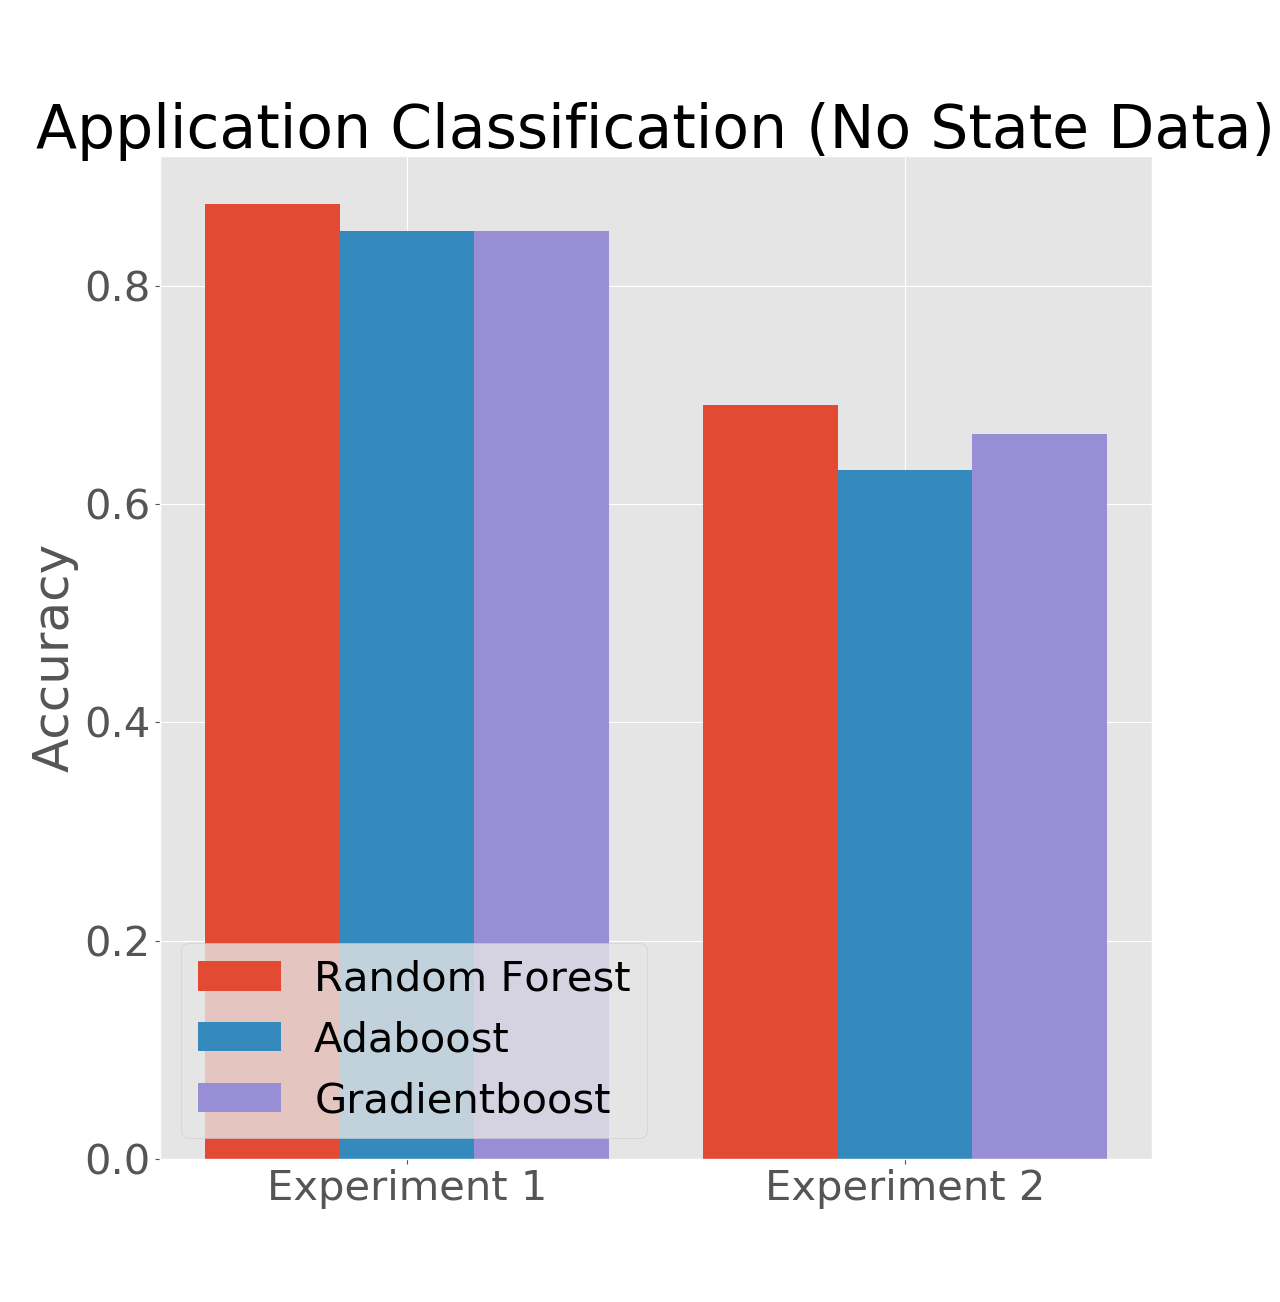 Application Classification (No State Data)
Accuracy
0.8
0.6
0.4
0.2
0.0
Random Forest
Adaboost
Gradientboost
Experiment 1
Experiment 2